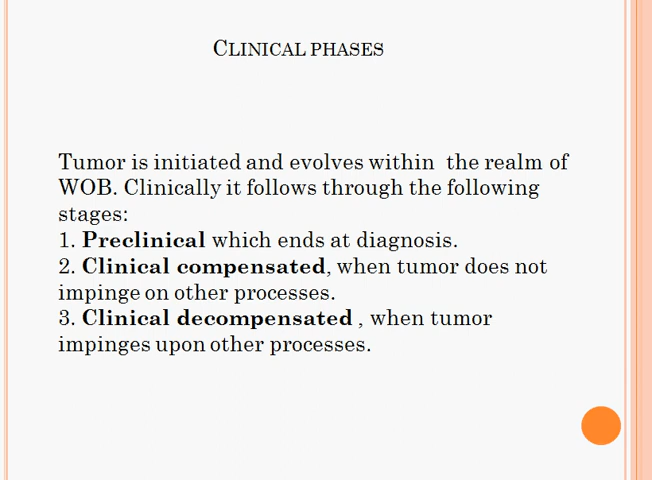 CLINICAL PHASES
Tumor is initiated and evolves within the realm of
WOB. Clinically it follows through the following
stages:
1. Preclinical which ends at diagnosis.
2. Clinical compensated, when tumor does not
impinge on other processes.
3. Clinical decompensated , when tumor
impinges upon other processes.